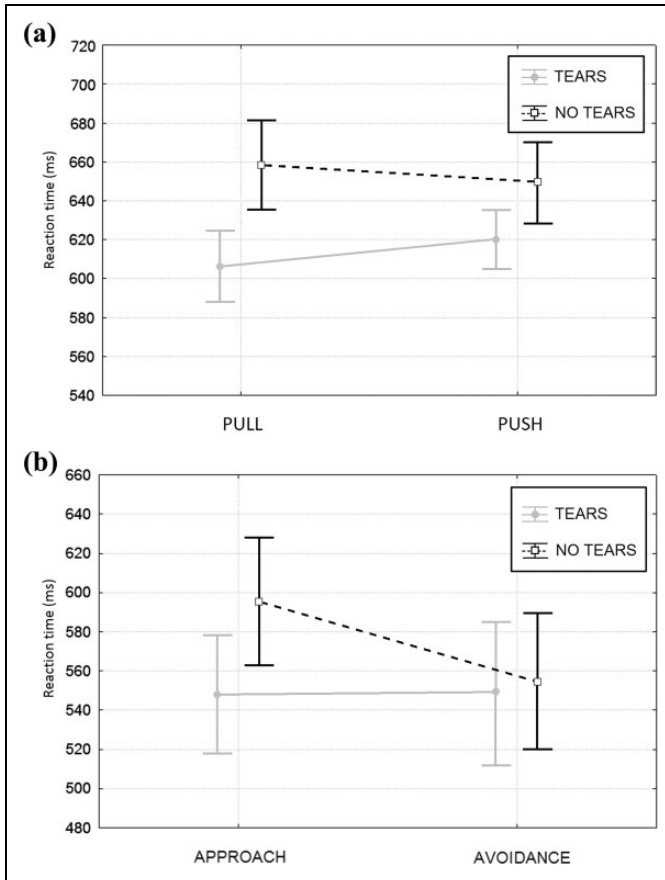 (a)
720
700
680
660
640
620
600
580
560
540
Reaction time (ms)
TEARS
NO TEARS
PULL PUSH
(b)
660
640
620
600
580
560
540
520
500
480
Reaction time (ms)
TEARS
NO TEARS
APPROACH AVOIDANCE